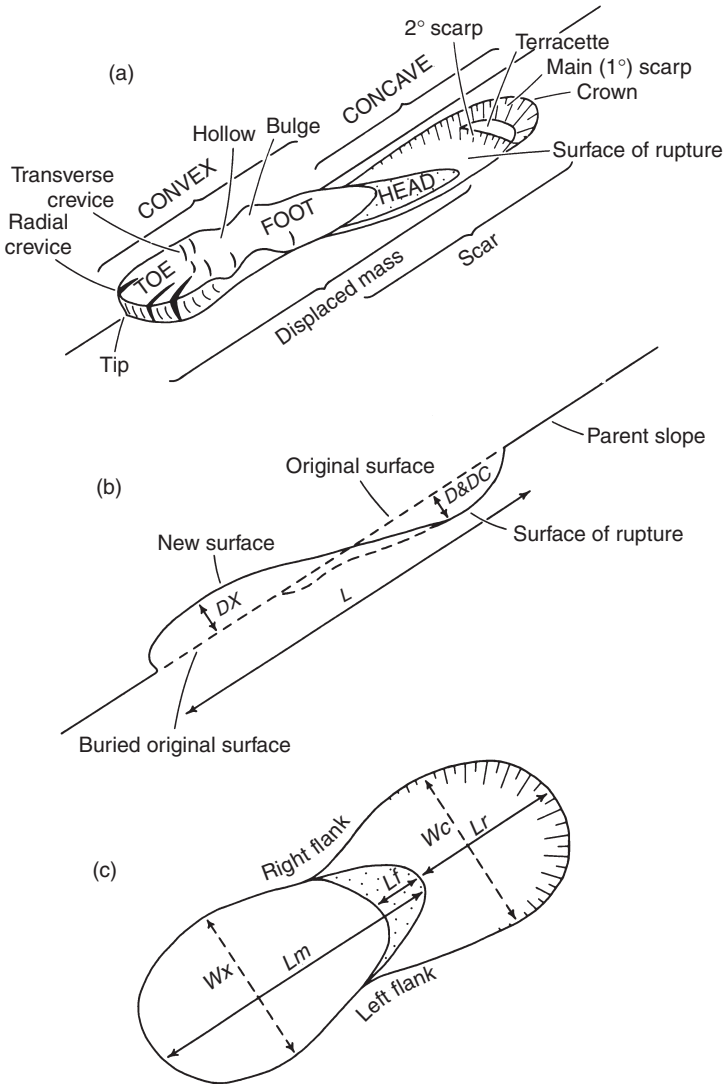 (a)
2° scarp
Terracette
Main (1°) scarp
Crown
CONCAVE
Surface of rupture
Hollow
Bulge
Transverse
crevice
CONVEX
Radial
crevice
HEAD
FOOT
TOE
Scar
Displaced mass
Tip
(b)
Parent slope
Original surface
D&DC
Surface of rupture
New surface
DX
L
Buried original surface
(c)
Right flank
Wc
Lr
Lf
Lm
Wx
Left flank